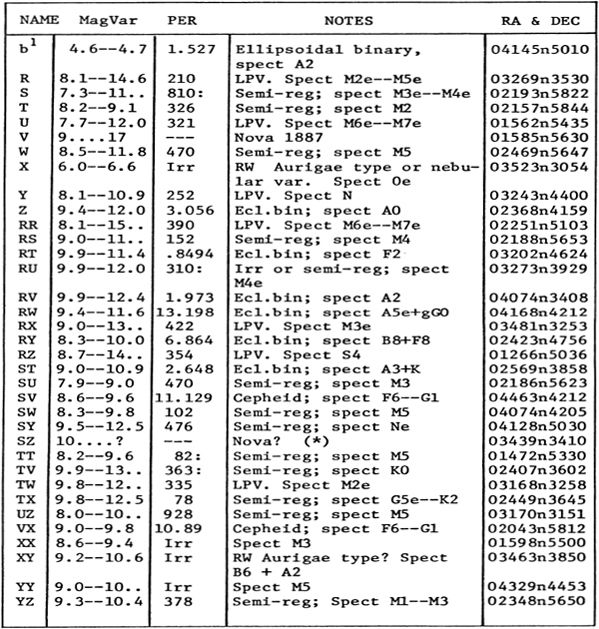 NAME MagVar PER NOTES RA & DEC
b1 4.6--4.7 1.527 Ellipsoidal binary, 04145n5010
spect A2
R 8.1--14.6 210 LPV. Spect M2e--M5e 03269n3530
S 7.3--11.. 810: Semi-reg; spect M3e--M4e 02193n5822
T 8.2--9.1 326 Semi-reg; spect M2 02157n5844
U 7.7--12.0 321 LPV. Spect M6e--M7e 01562n5435
V 9....17 --- Nova 1887 01585n5630
W 8.5--11.8 470 Semi-reg; spect M5 02469n5647
X 6.0--6.6 Irr RW Aurigae type or nebu- 03523n3054
lar var. Spect Oe
Y 8.1--10.9 252 LPV. Spect N 03243n4400
Z 9.4--12.0 3.056 Ecl.bin; spect A0 02368n4159
RR 8.1--15.. 390 LPV. Spect M6e--M7e 02251n5103
RS 9.0--11.. 152 Semi-reg; spect M4 02188n5653
RT 9.9--11.4 .8494 Ecl.bin; spect F2 03202n4624
RU 9.9--12.0 310: Irr or semi-reg; spect 03273n3929
M4e
RV 9.9--12.4 1.973 Ecl.bin; spect A2 04074n3408
RW 9.4--11.6 13.198 Ecl.bin; spect A5e+gG0 04168n4212
RX 9.0--13.. 422 LPV. Spect M3e 03481n3253
RY 8.3--10.0 6.864 Ecl.bin; spect B8+F8 02423n4756
RZ 8.7--14.. 354 LPV. Spect S4 01266n5036
ST 9.0--10.9 2.648 Ecl.bin; spect A3+K 02569n3858
SU 7.9--9.0 470 Semi-reg; spect M3 02186n5623
SV 8.6--9.6 11.129 Cepheid; spect F6--G1 04463n4212
SW 8.3--9.8 102 Semi-reg; spect M5 04074n4205
SY 9.5--12.5 476 Semi-reg; spect Ne 04128n5030
SZ 10....? --- Nova? (*) 03439n3410
TT 8.2--9.6 82: Semi-reg; spect M5 01472n5330
TV 9.9--13.. 363: Semi-reg; spect K0 02407n3602
TW 9.8--12.. 335 LPV. Spect M2e 03168n3258
TX 9.8--12.5 78 Semi-reg; spect G5e--K2 02449n3645
UZ 8.0--10.. 928 Semi-reg; spect M5 03170n3151
VX 9.0--9.8 10.89 Cepheid; spect F6--G1 02043n5812
XX 8.6--9.4 Irr Spect M3 01598n5500
XY 9.2--10.6 Irr RW Aurigae type? Spect 03463n3850
B6 + A2
YY 9.0--10.. Irr Spect M5 04329n4453
YZ 9.3--10.4 378 Semi-reg; Spect M1--M3 02348n5650